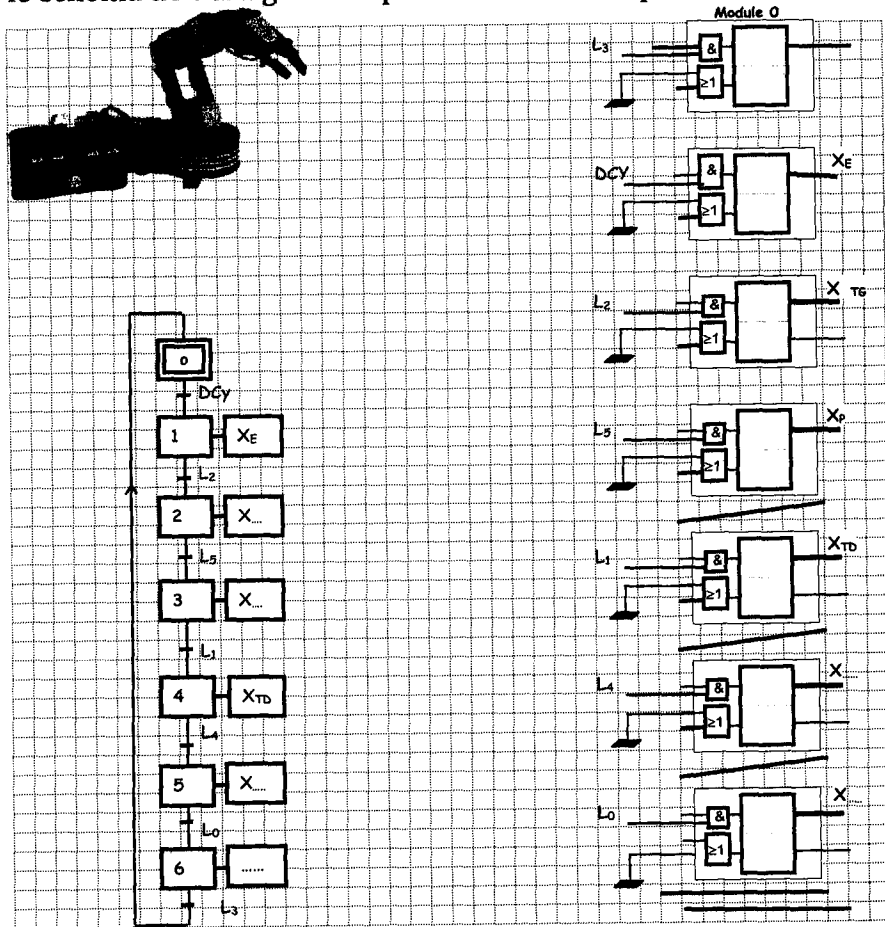 Module 0
L3
&
≥1
DCY
&
≥1
XE
L2
&
≥1
X TG
0
DCY
1
XE
L5
&
≥1
XP
L2
2
X....
L5
L1
&
≥1
XTD
3
X....
L1
L4
&
≥1
X.....
4
XTD
L4
5
X.....
L0
&
≥1
X.....
L0
6
......
L3